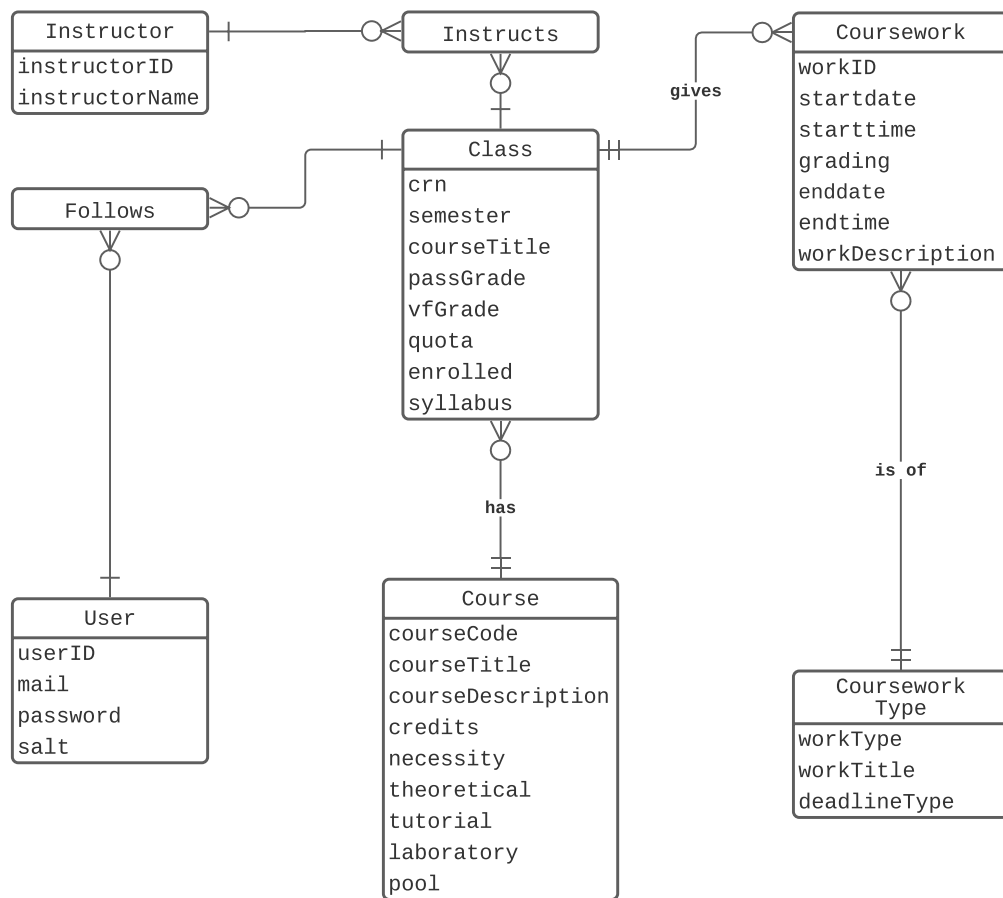 Instructor
instructorID
instructorName
Instructs
Coursework
workID
startdate
starttime
grading
enddate
endtime
workDescription
gives
Class
crn
semester
courseTitle
passGrade
vfGrade
quota
enrolled
syllabus
Follows
has
is of
User
userID
mail
password
salt
Course
courseCode
courseTitle
courseDescription
credits
necessity
theoretical
tutorial
laboratory
pool
Coursework
Type
workType
workTitle
deadlineType